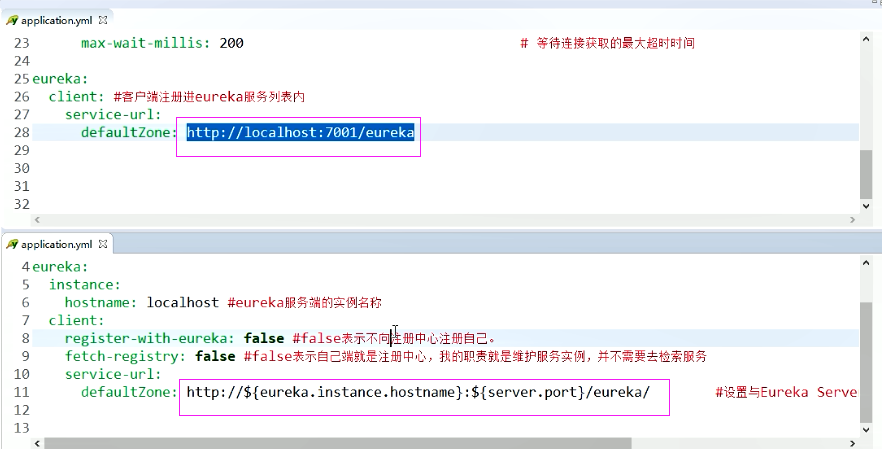 application.yml
23 max-wait-millis: 200 # 等待连接获取的最大超时时间
24
25 eureka:
26 client: #客户端注册进eureka服务列表内
27 service-url:
28 defaultZone: http://localhost:7001/eureka
29
30
31
32
application.yml
4 eureka:
5 instance:
6 hostname: localhost #eureka服务端的实例名称
7 client:
8 register-with-eureka: false #false表示不向注册中心注册自己。
9 fetch-registry: false #false表示自己端就是注册中心，我的职责就是维护服务实例，并不需要去检索服务
10 service-url:
11 defaultZone: http://${eureka.instance.hostname}:${server.port}/eureka/ #设置与Eureka Serve
12
13